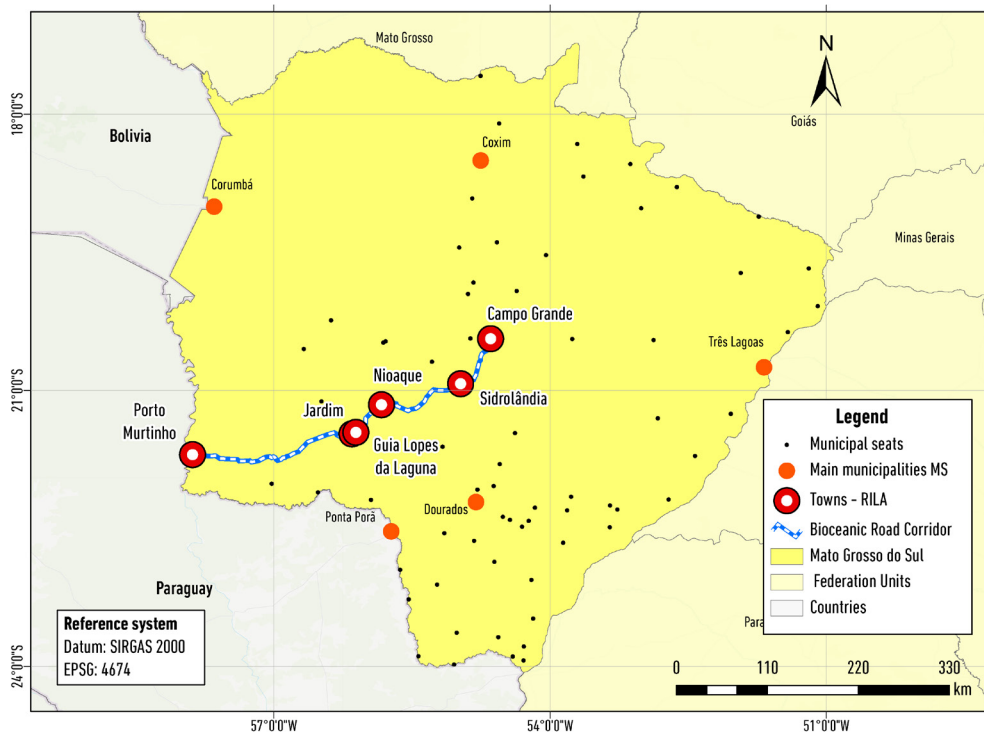 Mato Grosso
N
18°0'0"S
Goiás
Bolivia
Coxim
Corumbá
Minas Gerais
Campo Grande
Três Lagoas
Nioaque
21°0'0"S
Sidrolândia
Jardim
Porto
Murtinho
Guia Lopes
da Laguna
Legend
Municipal seats
Main municipalities MS
Towns - RILA
Bioceanic Road Corridor
Mato Grosso do Sul
Federation Units
Countries
Dourados
Ponta Porã
Paraguay
Para
Reference system
Datum: SIRGAS 2000
EPSG: 4674
24°0'0"S
0 110 220 330
km
57°0'0"W 54°0'0"W 51°0'0"W